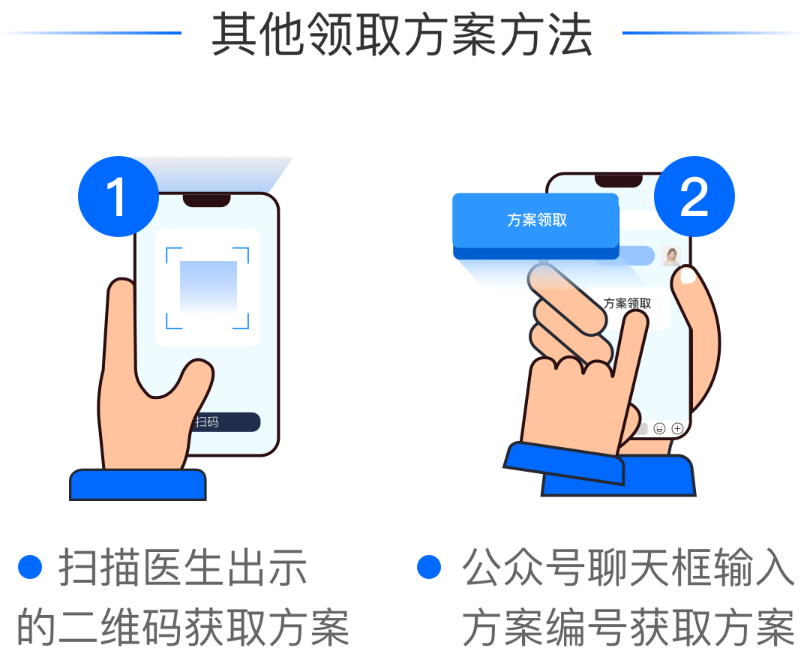 其他领取方案方法
1
2
方案领取
方案领取
扫码
扫描医生出示
的二维码获取方案
公众号聊天框输入
方案编号获取方案